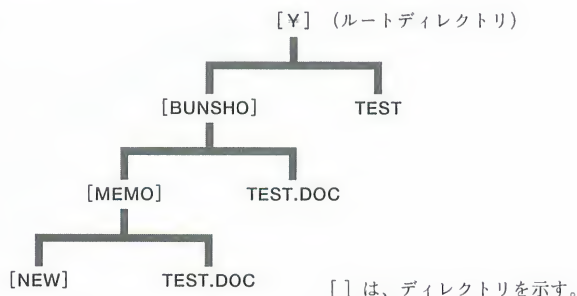 [¥] (ルートディレクトリ)
[BUNSHO] TEST
[MEMO] TEST.DOC
[NEW] TEST.DOC
[ ] は、ディレクトリを示す。